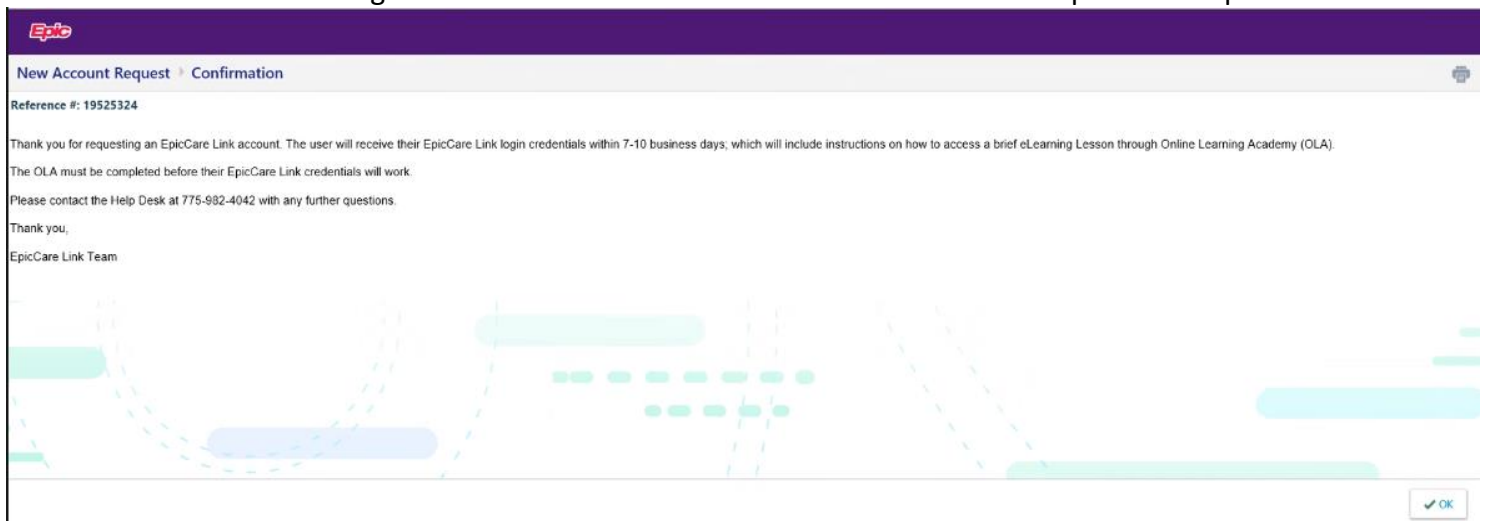 Epic
New Account Request Confirmation
Reference #: 19525324
Thank you for requesting an EpicCare Link account. The user will receive their EpicCare Link login credentials within 7-10 business days; which will include instructions on how to access a brief eLearning Lesson through Online Learning Academy (OLA).
The OLA must be completed before their EpicCare Link credentials will work.
Please contact the Help Desk at 775-982-4042 with any further questions.
Thank you,
EpicCare Link Team
OK